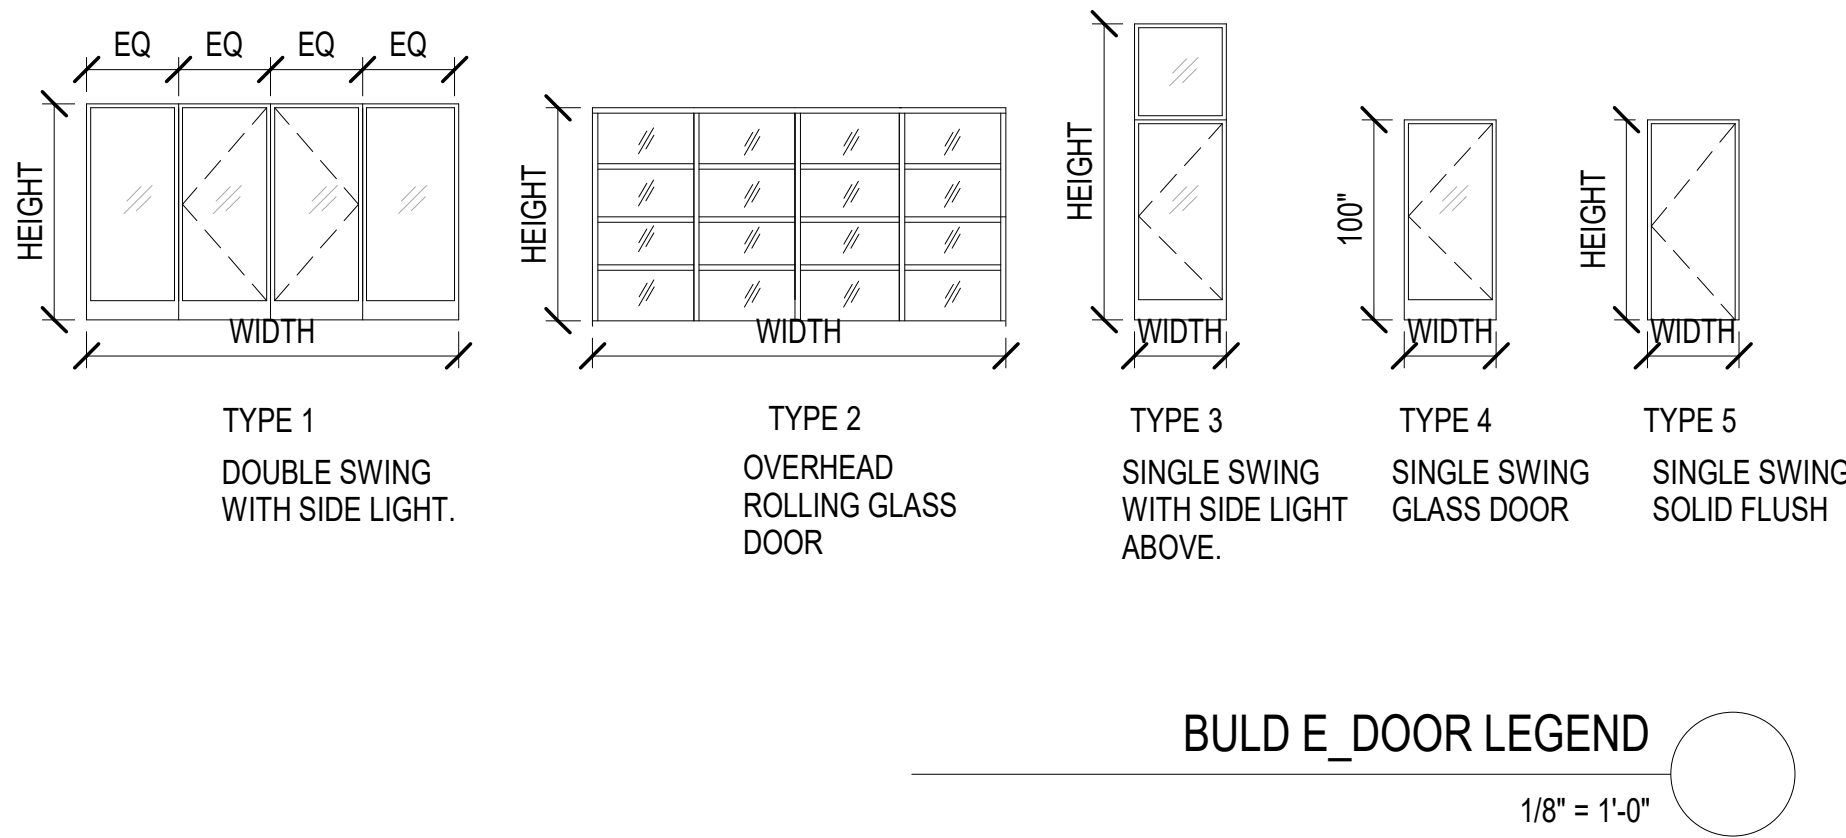 EQ EQ EQ EQ
HEIGHT
WIDTH
TYPE 1
DOUBLE SWING
WITH SIDE LIGHT.
HEIGHT
WIDTH
TYPE 2
OVERHEAD
ROLLING GLASS
DOOR
HEIGHT
WIDTH
TYPE 3
SINGLE SWING
WITH SIDE LIGHT
ABOVE.
100"
WIDTH
TYPE 4
SINGLE SWING
GLASS DOOR
HEIGHT
WIDTH
TYPE 5
SINGLE SWING
SOLID FLUSH
BULD E_DOOR LEGEND
1/8" = 1'-0"